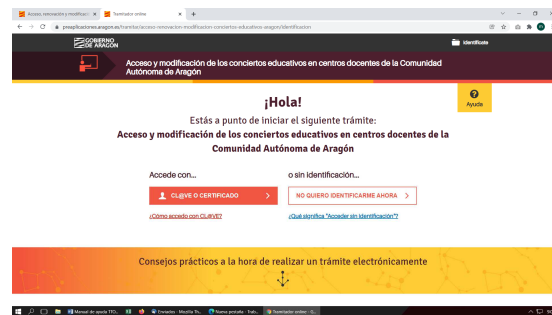 Acceso, renovación y modificac
Tramitador online
preaplicaciones.aragon.es/tramitar/acceso-renovacion-modificacion-conciertos-educativos-aragon/identificacion
GOBIERNO
DE ARAGON
Identifícate
Acceso y modificación de los conciertos educativos en centros docentes de la Comunidad
Autónoma de Aragón
Ayuda
¡Hola!
Estás a punto de iniciar el siguiente trámite:
Acceso y modificación de los conciertos educativos en centros docentes de la
Comunidad Autónoma de Aragón
Accede con...
o sin identificación...
CL@VE O CERTIFICADO
NO QUIERO IDENTIFICARME AHORA
¿Cómo accedo con CL@VE?
¿Qué significa "Acceder sin identificación"?
Consejos prácticos a la hora de realizar un trámite electrónicamente
Manual de ayuda TTO..
Enviados - Mozilla Th..
Nueva pestaña - Trab..
Tramitador online - G..